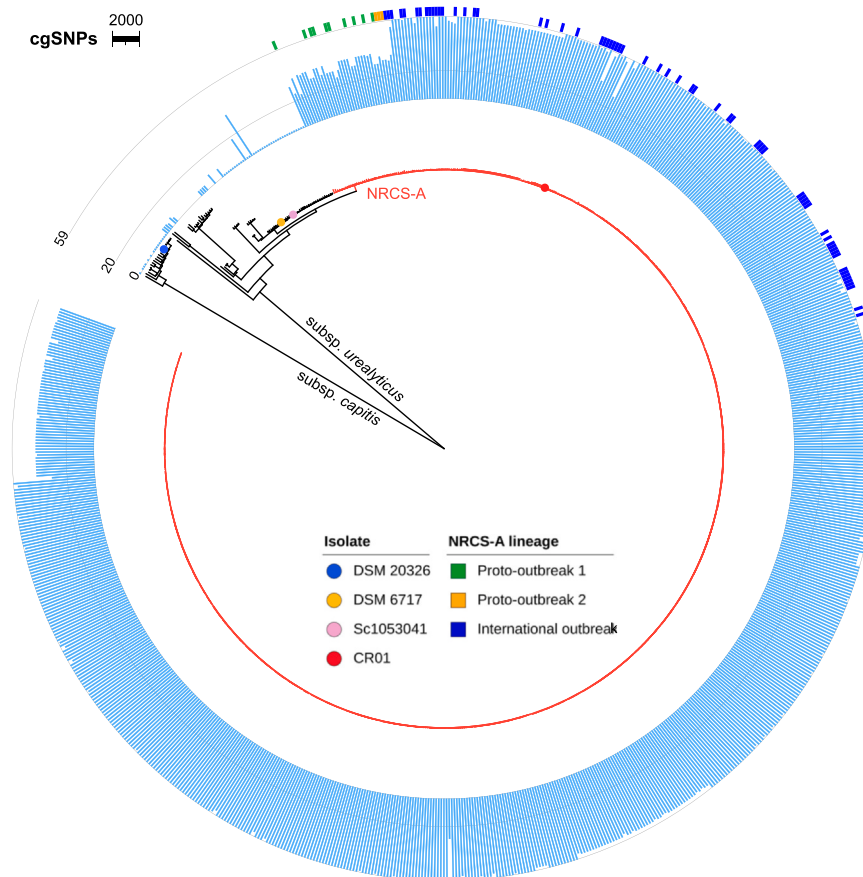 2000
cgSNPs
NRCS-A
59
20
0
subsp. urealyticus
subsp. capitis
Isolate
DSM 20326
DSM 6717
Sc1053041
CR01
NRCS-A lineage
Proto-outbreak 1
Proto-outbreak 2
International outbreak